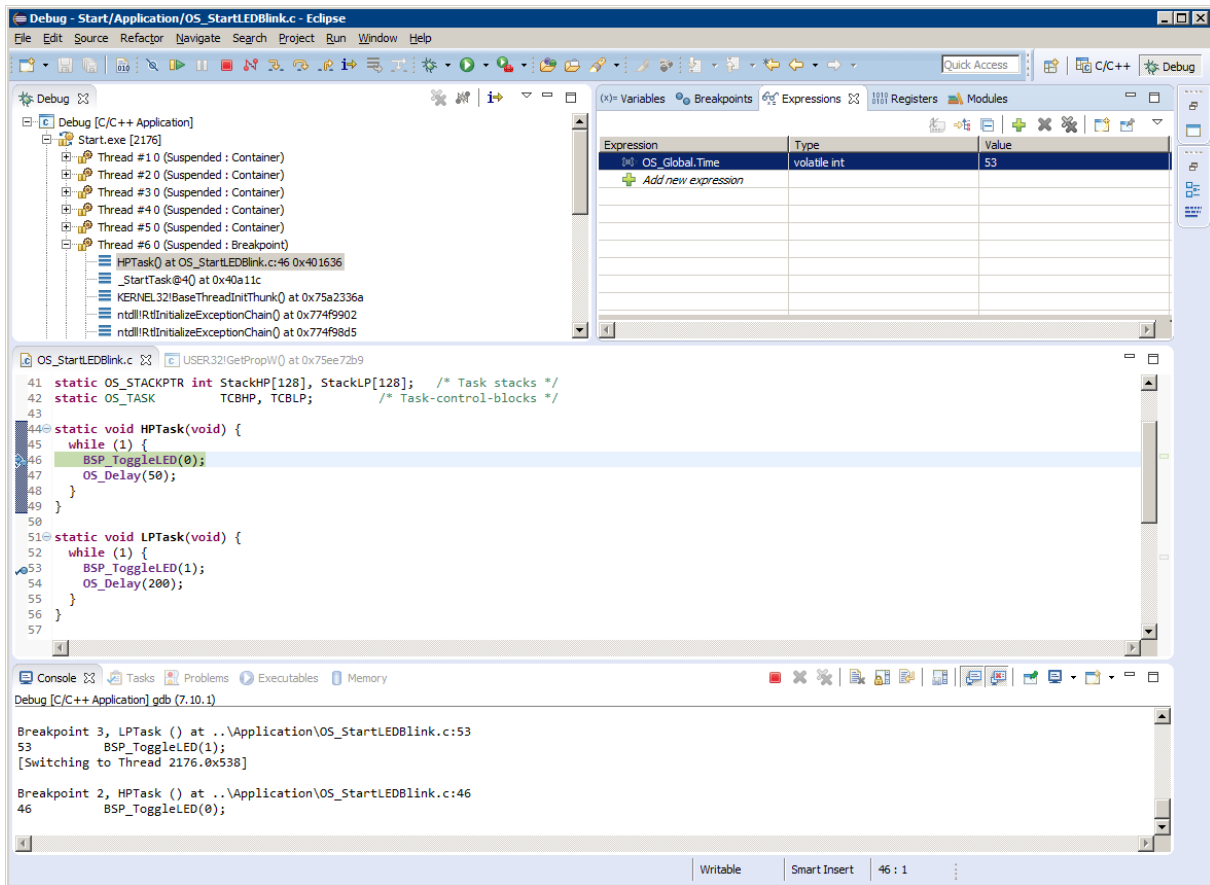 Debug - Start/Application/OS_StartLEDBlink.c - Eclipse
File Edit Source Refactor Navigate Search Project Run Window Help
Quick Access C/C++ Debug
Debug
Debug [C/C++ Application]
Start.exe [2176]
Thread #1 0 (Suspended : Container)
Thread #2 0 (Suspended : Container)
Thread #3 0 (Suspended : Container)
Thread #4 0 (Suspended : Container)
Thread #5 0 (Suspended : Container)
Thread #6 0 (Suspended : Breakpoint)
HPTask() at OS_StartLEDBlink.c:46 0x401636
_StartTask@4() at 0x40a11c
KERNEL32!BaseThreadInitThunk() at 0x75a2336a
ntdll!RtlInitializeExceptionChain() at 0x774f9902
ntdll!RtlInitializeExceptionChain() at 0x774f98d5
(x)= Variables Breakpoints Expressions Registers Modules
Expression Type Value
OS_Global.Time volatile int 53
Add new expression
OS_StartLEDBlink.c USER32!GetPropW() at 0x75ee72b9
41 static OS_STACKPTR int StackHP[128], StackLP[128]; /* Task stacks */
42 static OS_TASK TCBHP, TCBLP; /* Task-control-blocks */
43
44 static void HPTask(void) {
45 while (1) {
46 BSP_ToggleLED(0);
47 OS_Delay(50);
48 }
49 }
50
51 static void LPTask(void) {
52 while (1) {
53 BSP_ToggleLED(1);
54 OS_Delay(200);
55 }
56 }
57
Console Tasks Problems Executables Memory
Debug [C/C++ Application] gdb (7.10.1)
Breakpoint 3, LPTask () at ..\Application\OS_StartLEDBlink.c:53
53 BSP_ToggleLED(1);
[Switching to Thread 2176.0x538]
Breakpoint 2, HPTask () at ..\Application\OS_StartLEDBlink.c:46
46 BSP_ToggleLED(0);
Writable Smart Insert 46 : 1